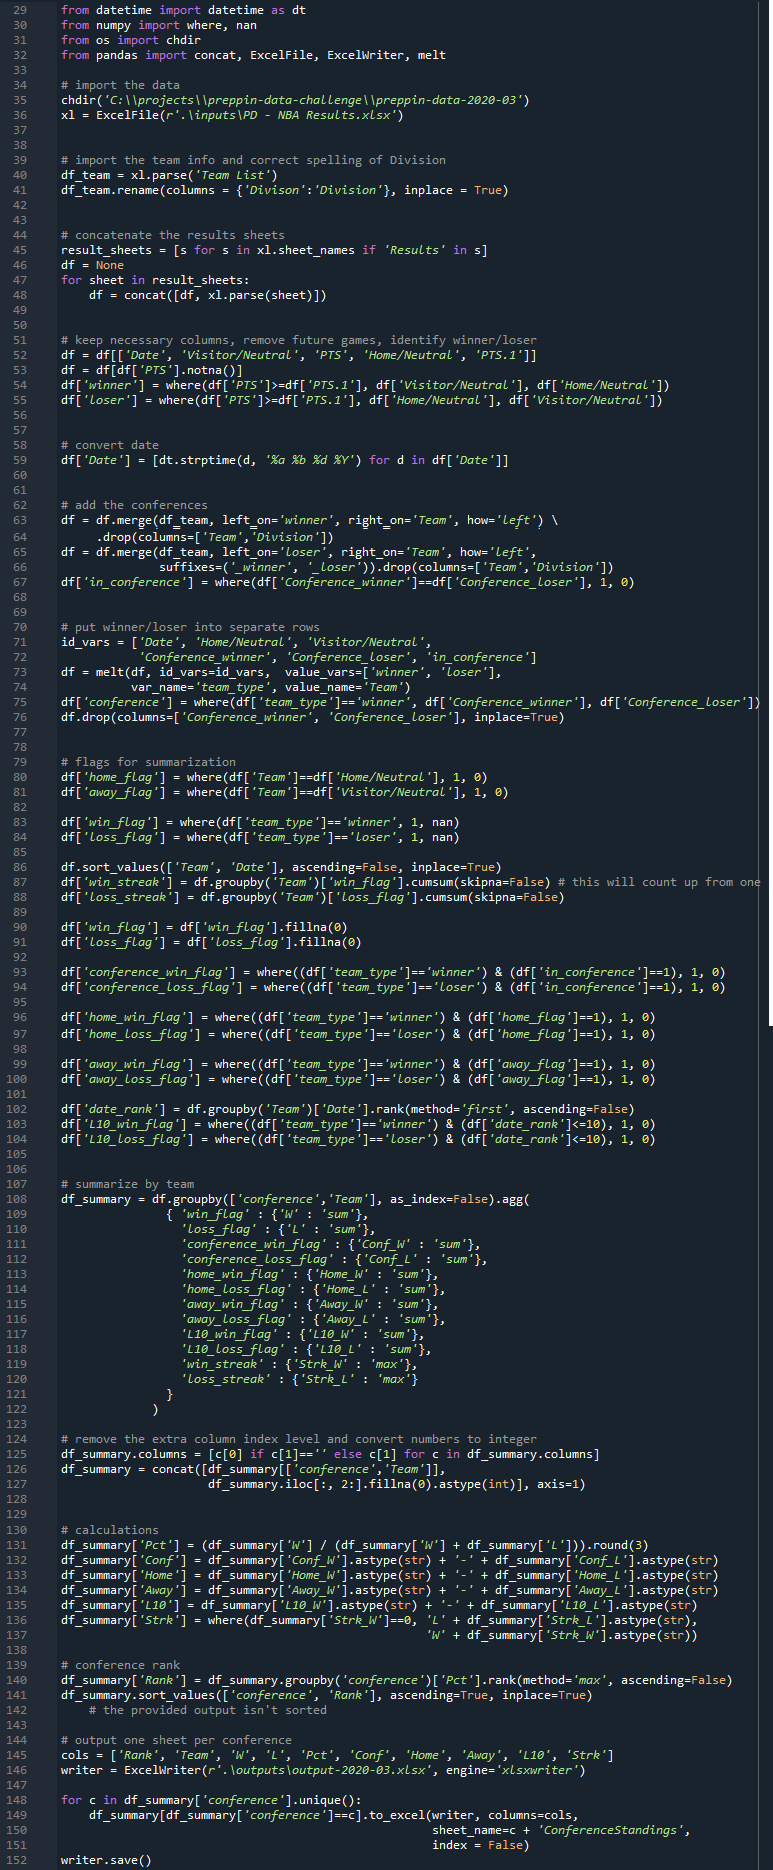 29 from datetime import datetime as dt
30 from numpy import where, nan
31 from os import chdir
32 from pandas import concat, ExcelFile, ExcelWriter, melt
33
34 # import the data
35 chdir('C:\\projects\\preppin-data-challenge\\preppin-data-2020-03')
36 xl = ExcelFile(r'.\inputs\PD - NBA Results.xlsx')
37
38
39 # import the team info and correct spelling of Division
40 df_team = xl.parse('Team List')
41 df_team.rename(columns = {'Divison':'Division'}, inplace = True)
42
43
44 # concatenate the results sheets
45 result_sheets = [s for s in xl.sheet_names if 'Results' in s]
46 df = None
47 for sheet in result_sheets:
48     df = concat([df, xl.parse(sheet)])
49
50
51 # keep necessary columns, remove future games, identify winner/loser
52 df = df[['Date', 'Visitor/Neutral', 'PTS', 'Home/Neutral', 'PTS.1']]
53 df = df[df['PTS'].notna()]
54 df['winner'] = where(df['PTS']>=df['PTS.1'], df['Visitor/Neutral'], df['Home/Neutral'])
55 df['loser'] = where(df['PTS']>=df['PTS.1'], df['Home/Neutral'], df['Visitor/Neutral'])
56
57
58 # convert date
59 df['Date'] = [dt.strptime(d, '%a %b %d %Y') for d in df['Date']]
60
61
62 # add the conferences
63 df = df.merge(df_team, left_on='winner', right_on='Team', how='left') \
64      .drop(columns=['Team','Division'])
65 df = df.merge(df_team, left_on='loser', right_on='Team', how='left',
66               suffixes=('_winner', '_loser')).drop(columns=['Team','Division'])
67 df['in_conference'] = where(df['Conference_winner']==df['Conference_loser'], 1, 0)
68
69
70 # put winner/loser into separate rows
71 id_vars = ['Date', 'Home/Neutral', 'Visitor/Neutral',
72            'Conference_winner', 'Conference_loser', 'in_conference']
73 df = melt(df, id_vars=id_vars,  value_vars=['winner', 'loser'],
74           var_name='team_type', value_name='Team')
75 df['conference'] = where(df['team_type']=='winner', df['Conference_winner'], df['Conference_loser'])
76 df.drop(columns=['Conference_winner', 'Conference_loser'], inplace=True)
77
78
79 # flags for summarization
80 df['home_flag'] = where(df['Team']==df['Home/Neutral'], 1, 0)
81 df['away_flag'] = where(df['Team']==df['Visitor/Neutral'], 1, 0)
82
83 df['win_flag'] = where(df['team_type']=='winner', 1, nan)
84 df['loss_flag'] = where(df['team_type']=='loser', 1, nan)
85
86 df.sort_values(['Team', 'Date'], ascending=False, inplace=True)
87 df['win_streak'] = df.groupby('Team')['win_flag'].cumsum(skipna=False) # this will count up from one
88 df['loss_streak'] = df.groupby('Team')['loss_flag'].cumsum(skipna=False)
89
90 df['win_flag'] = df['win_flag'].fillna(0)
91 df['loss_flag'] = df['loss_flag'].fillna(0)
92
93 df['conference_win_flag'] = where((df['team_type']=='winner') & (df['in_conference']==1), 1, 0)
94 df['conference_loss_flag'] = where((df['team_type']=='loser') & (df['in_conference']==1), 1, 0)
95
96 df['home_win_flag'] = where((df['team_type']=='winner') & (df['home_flag']==1), 1, 0)
97 df['home_loss_flag'] = where((df['team_type']=='loser') & (df['home_flag']==1), 1, 0)
98
99 df['away_win_flag'] = where((df['team_type']=='winner') & (df['away_flag']==1), 1, 0)
100 df['away_loss_flag'] = where((df['team_type']=='loser') & (df['away_flag']==1), 1, 0)
101
102 df['date_rank'] = df.groupby('Team')['Date'].rank(method='first', ascending=False)
103 df['L10_win_flag'] = where((df['team_type']=='winner') & (df['date_rank']<=10), 1, 0)
104 df['L10_loss_flag'] = where((df['team_type']=='loser') & (df['date_rank']<=10), 1, 0)
105
106
107 # summarize by team
108 df_summary = df.groupby(['conference','Team'], as_index=False).agg(
109                { 'win_flag' : {'W' : 'sum'},
110                  'loss_flag' : {'L' : 'sum'},
111                  'conference_win_flag' : {'Conf_W' : 'sum'},
112                  'conference_loss_flag' : {'Conf_L' : 'sum'},
113                  'home_win_flag' : {'Home_W' : 'sum'},
114                  'home_loss_flag' : {'Home_L' : 'sum'},
115                  'away_win_flag' : {'Away_W' : 'sum'},
116                  'away_loss_flag' : {'Away_L' : 'sum'},
117                  'L10_win_flag' : {'L10_W' : 'sum'},
118                  'L10_loss_flag' : {'L10_L' : 'sum'},
119                  'win_streak' : {'Strk_W' : 'max'},
120                  'loss_streak' : {'Strk_L' : 'max'}
121                }
122              )
123
124 # remove the extra column index level and convert numbers to integer
125 df_summary.columns = [c[0] if c[1]=='' else c[1] for c in df_summary.columns]
126 df_summary = concat([df_summary[['conference','Team']],
127                      df_summary.iloc[:, 2:].fillna(0).astype(int)], axis=1)
128
129
130 # calculations
131 df_summary['Pct'] = (df_summary['W'] / (df_summary['W'] + df_summary['L'])).round(3)
132 df_summary['Conf'] = df_summary['Conf_W'].astype(str) + '-' + df_summary['Conf_L'].astype(str)
133 df_summary['Home'] = df_summary['Home_W'].astype(str) + '-' + df_summary['Home_L'].astype(str)
134 df_summary['Away'] = df_summary['Away_W'].astype(str) + '-' + df_summary['Away_L'].astype(str)
135 df_summary['L10'] = df_summary['L10_W'].astype(str) + '-' + df_summary['L10_L'].astype(str)
136 df_summary['Strk'] = where(df_summary['Strk_W']==0, 'L' + df_summary['Strk_L'].astype(str),
137                                                     'W' + df_summary['Strk_W'].astype(str))
138
139 # conference rank
140 df_summary['Rank'] = df_summary.groupby('conference')['Pct'].rank(method='max', ascending=False)
141 df_summary.sort_values(['conference', 'Rank'], ascending=True, inplace=True)
142     # the provided output isn't sorted
143
144 # output one sheet per conference
145 cols = ['Rank', 'Team', 'W', 'L', 'Pct', 'Conf', 'Home', 'Away', 'L10', 'Strk']
146 writer = ExcelWriter(r'.\outputs\output-2020-03.xlsx', engine='xlsxwriter')
147
148 for c in df_summary['conference'].unique():
149     df_summary[df_summary['conference']==c].to_excel(writer, columns=cols,
150                                                      sheet_name=c + 'ConferenceStandings',
151                                                      index = False)
152 writer.save()